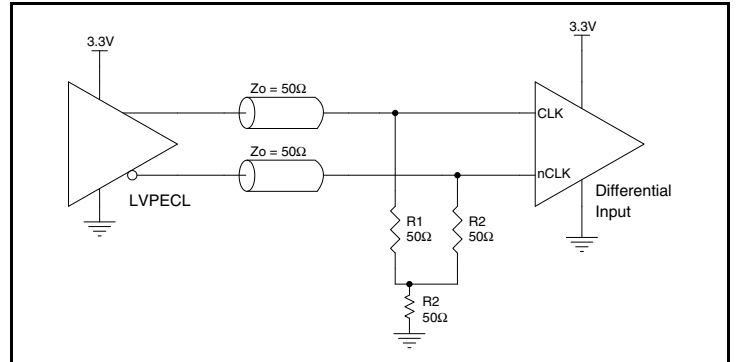 3.3V
3.3V
Zo = 50Ω
CLK
Zo = 50Ω
nCLK
LVPECL
Differential
Input
R1
50Ω
R2
50Ω
R2
50Ω